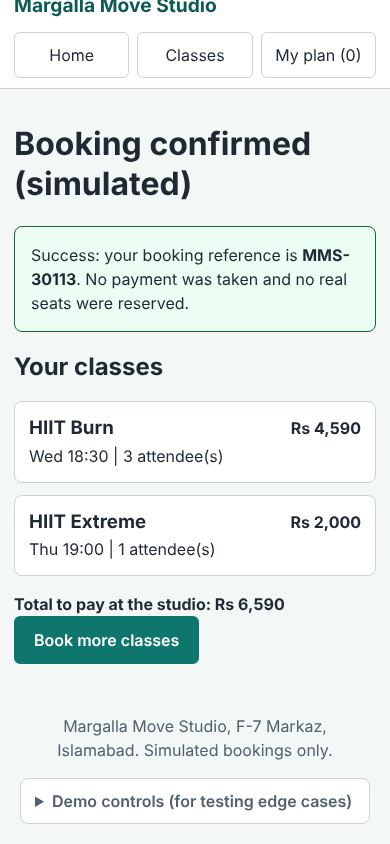 Margalla Move Studio
Home
Classes
My plan (0)
Booking confirmed
(simulated)
Success: your booking reference is MMS-
30113. No payment was taken and no real
seats were reserved.
Your classes
HIIT Burn
Rs 4,590
Wed 18:30 | 3 attendee(s)
HIIT Extreme
Rs 2,000
Thu 19:00 | 1 attendee(s)
Total to pay at the studio: Rs 6,590
Book more classes
Margalla Move Studio, F-7 Markaz,
Islamabad. Simulated bookings only.
Demo controls (for testing edge cases)